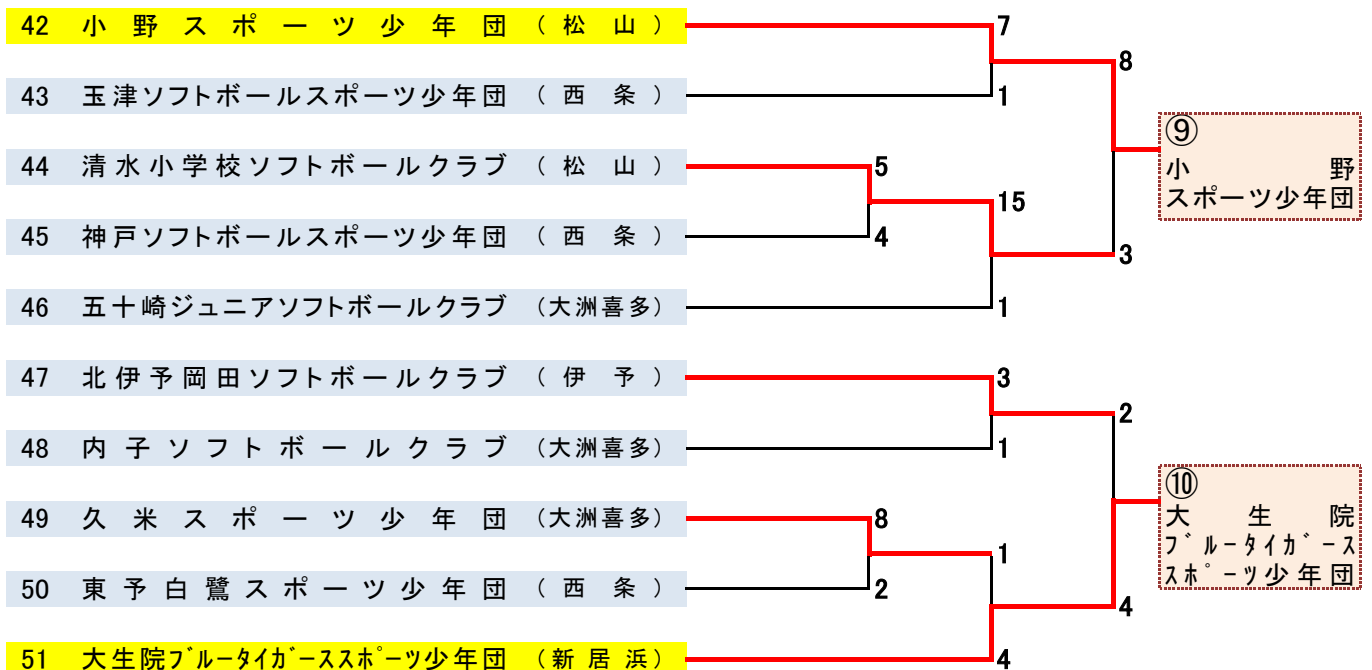 42 小野スポーツ少年団 （松山） 7
8
43 玉津ソフトボールスポーツ少年団 （西条） 1
⑨
小野
スポーツ少年団
44 清水小学校ソフトボールクラブ （松山） 5
15
45 神戸ソフトボールスポーツ少年団 （西条） 4
3
46 五十崎ジュニアソフトボールクラブ （大洲喜多） 1
47 北伊予岡田ソフトボールクラブ （伊予） 3
2
48 内子ソフトボールクラブ （大洲喜多） 1
⑩
大生院
ﾌﾞﾙｰﾀｲｶﾞｰｽ
ｽﾎﾟｰﾂ少年団
49 久米スポーツ少年団 （大洲喜多） 8
1
50 東予白鷺スポーツ少年団 （西条） 2
4
51 大生院ﾌﾞﾙｰﾀｲｶﾞｰｽｽﾎﾟｰﾂ少年団 （新居浜） 4